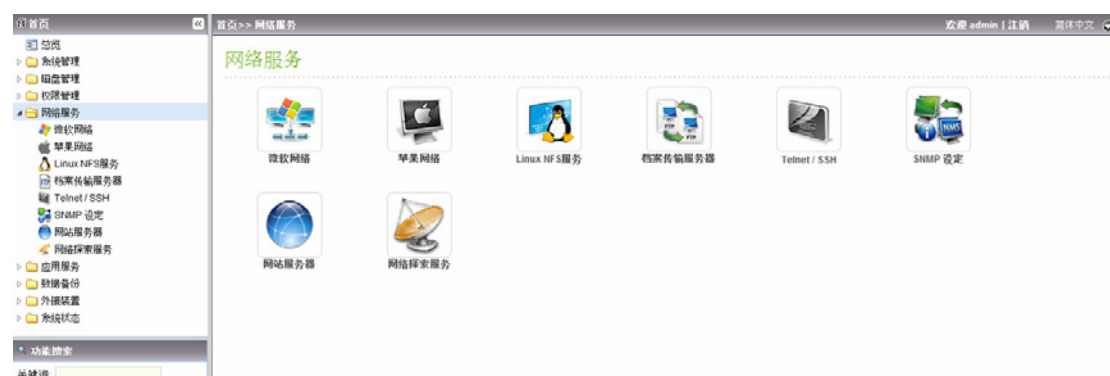 首页
首页>> 网络服务
欢迎 admin | 注销
简体中文
总览
系统管理
磁盘管理
权限管理
网络服务
微软网络
苹果网络
Linux NFS服务
档案传输服务器
Telnet / SSH
SNMP 设定
网站服务器
网络探索服务
应用服务
数据备份
外接装置
系统状态
功能搜索
关键词:
网络服务
微软网络
苹果网络
Linux NFS服务
档案传输服务器
Telnet / SSH
SNMP 设定
网站服务器
网络探索服务
FTP
FTP
NMS